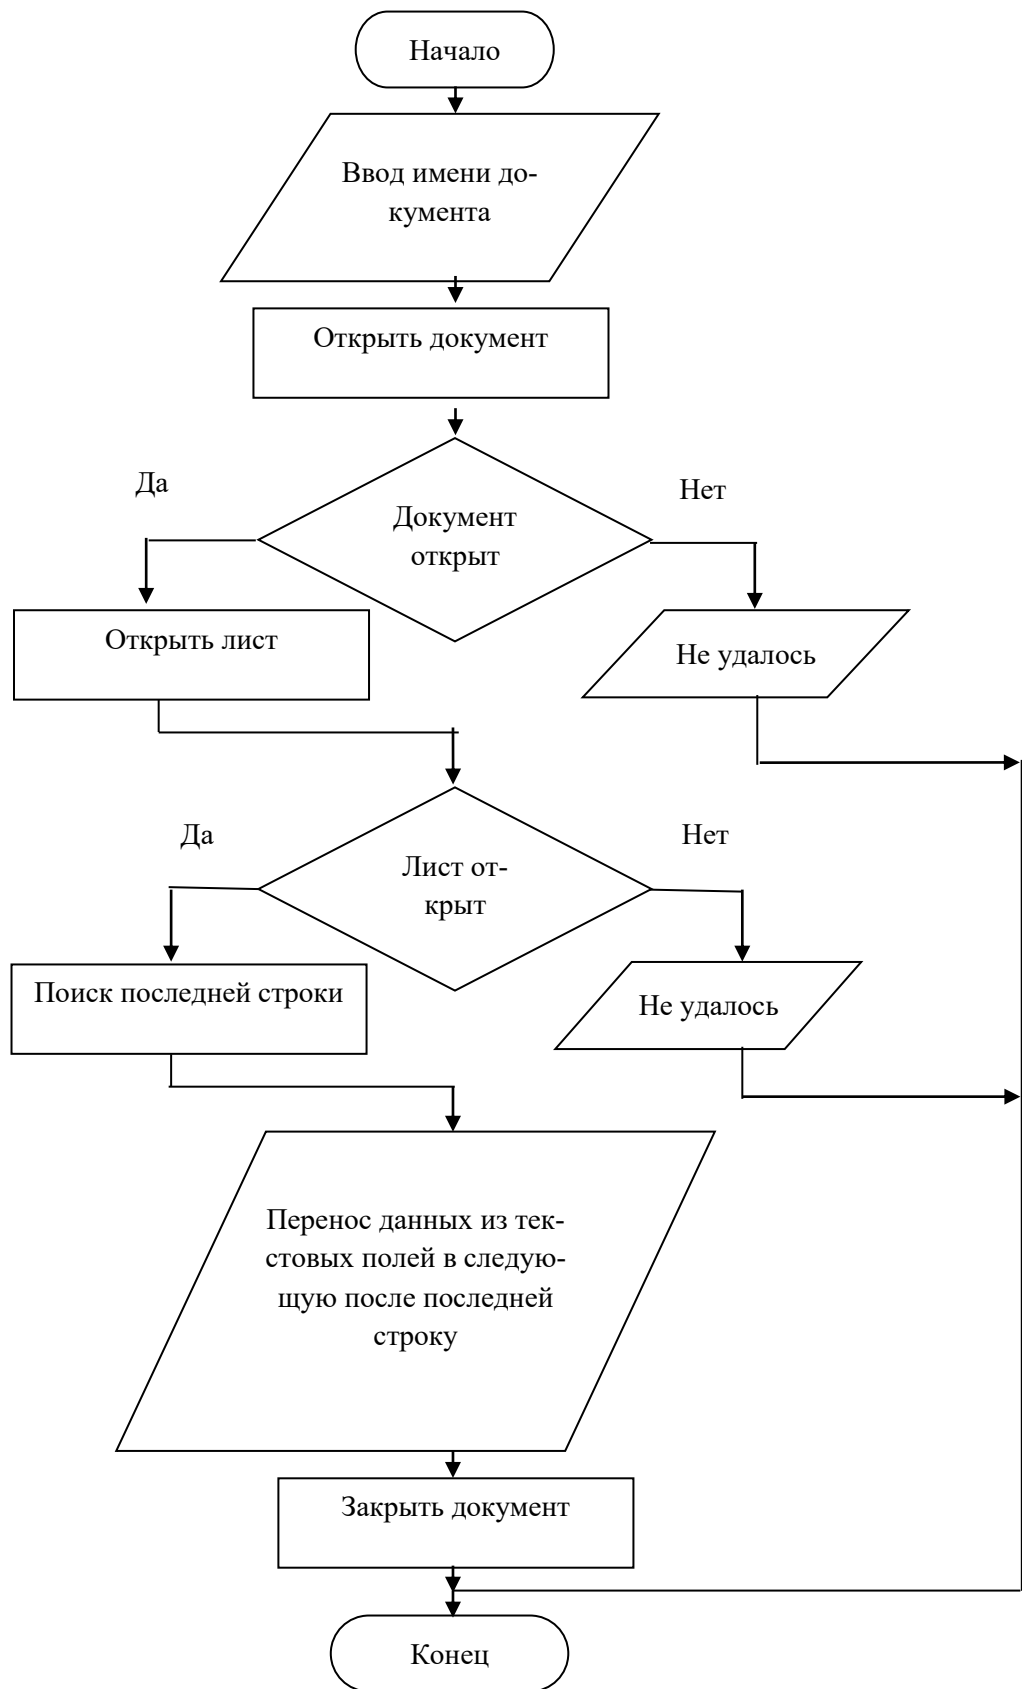 Начало
Ввод имени до-
кумента
Открыть документ
Да
Нет
Документ
открыт
Открыть лист
Не удалось
Да
Нет
Лист от-
крыт
Поиск последней строки
Не удалось
Перенос данных из тек-
стовых полей в следую-
щую после последней
строку
Закрыть документ
Конец